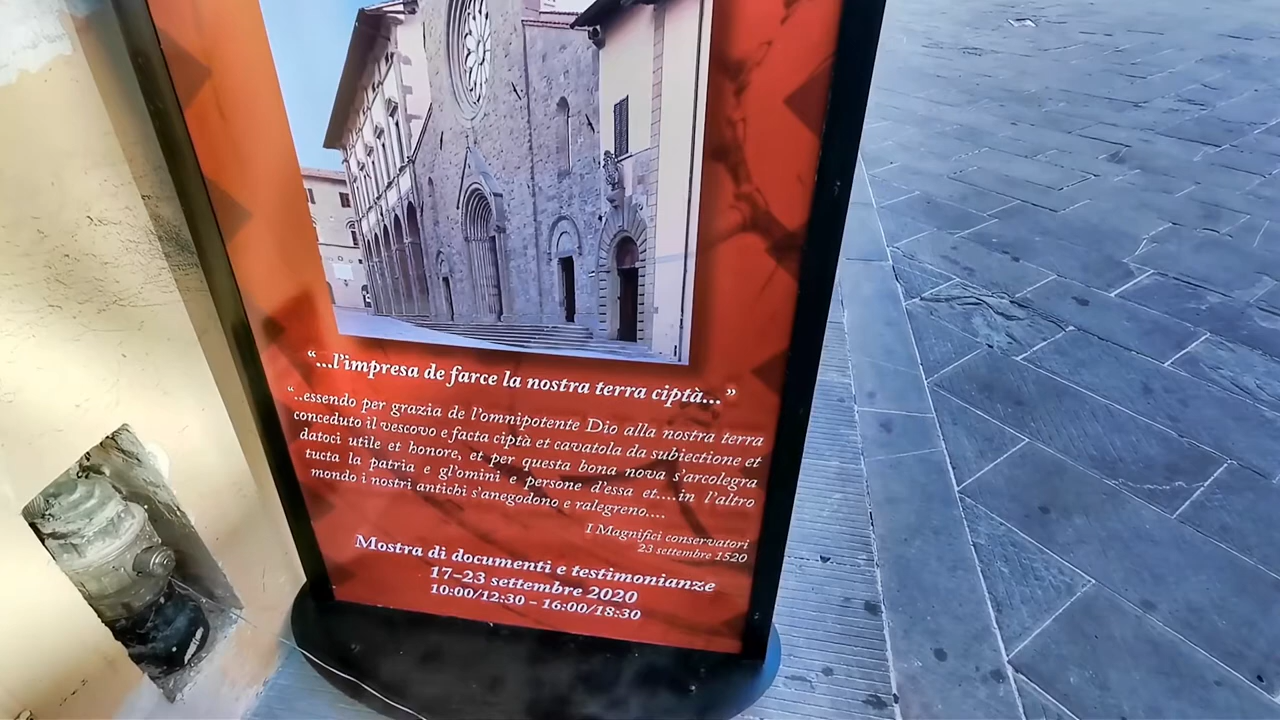 “...l’impresa de farce la nostra terra ciptà...”
“..essendo per grazia de l’omnipotente Dio alla nostra terra
conceduto il vescovo e facta ciptà et cavatola da subiectione et
datoci utile et honore, et per questa bona nova s’arcolegra
tucta la patria e gl’omini e persone d’essa et....in l’altro
mondo i nostri antichi s’anegodono e ralegreno....
I Magnifici conservatori
23 settembre 1520
Mostra di documenti e testimonianze
17–23 settembre 2020
10:00/12:30 – 16:00/18:30